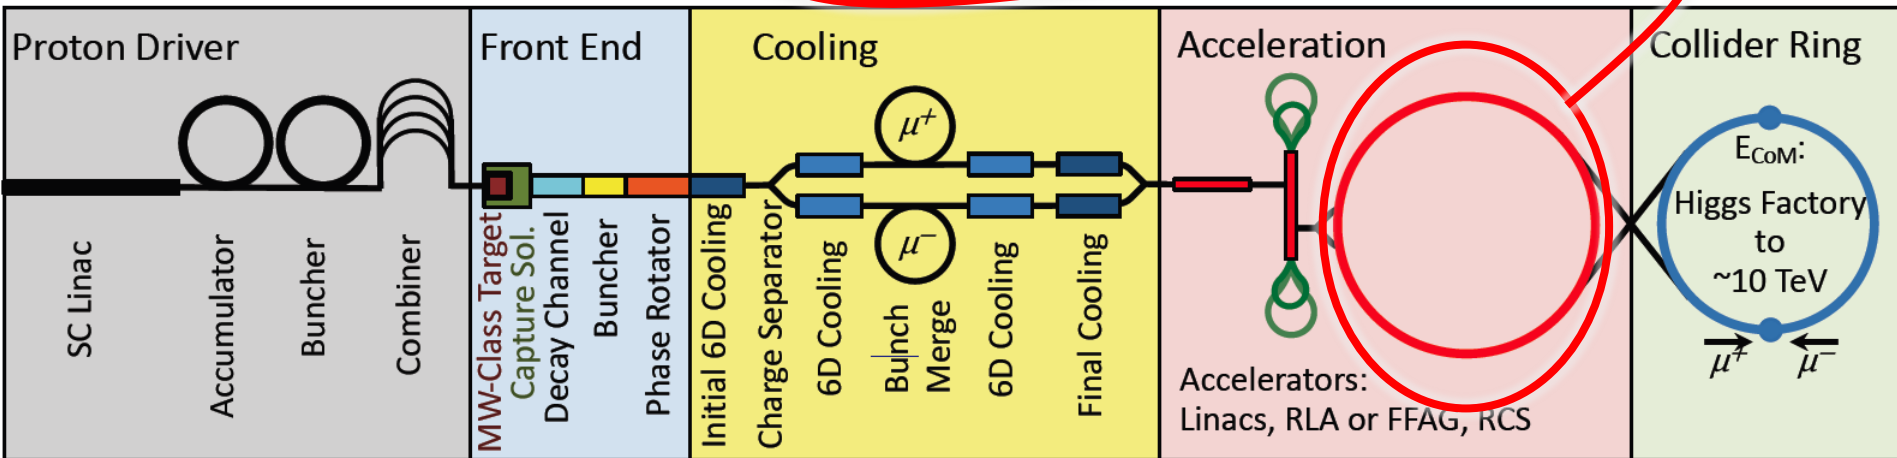 Proton Driver
SC Linac
Accumulator
Buncher
Combiner
Front End
MW-Class Target
Capture Sol.
Decay Channel
Buncher
Phase Rotator
Cooling
μ+
μ−
Initial 6D Cooling
Charge Separator
6D Cooling
Bunch
Merge
6D Cooling
Final Cooling
Acceleration
Accelerators:
Linacs, RLA or FFAG, RCS
Collider Ring
ECoM:
Higgs Factory
to
~10 TeV
μ+ μ−